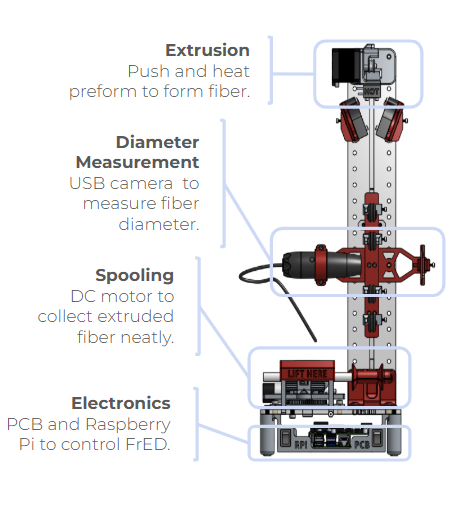 Extrusion
Push and heat
preform to form fiber.
HOT
Diameter
Measurement
USB camera to
measure fiber
diameter.
Spooling
DC motor to
collect extruded
fiber neatly.
LIFT HERE
Electronics
PCB and Raspberry
Pi to control FrED.
RPI
PCB